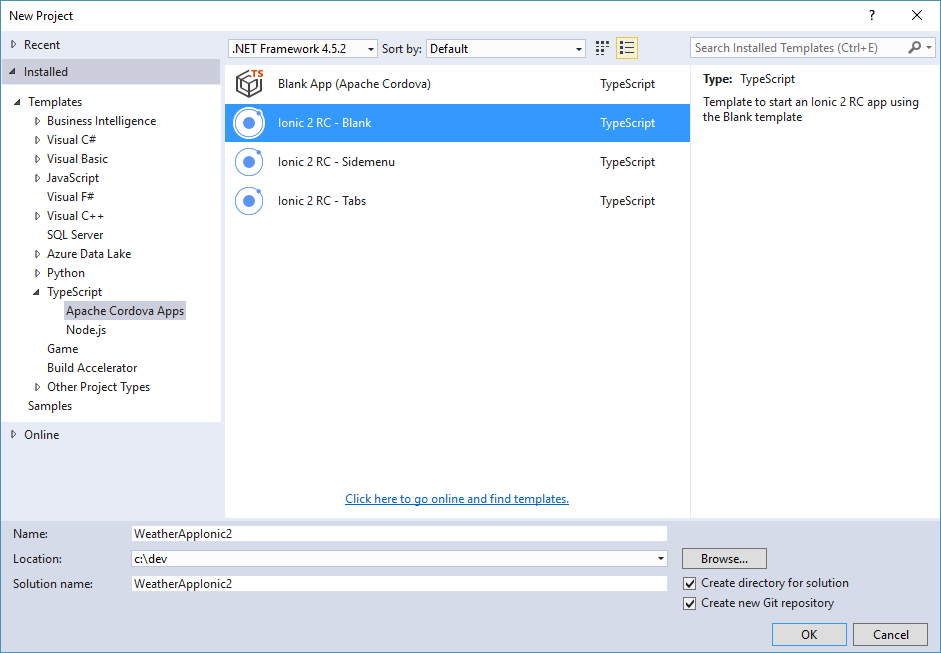 New Project
?
Recent
.NET Framework 4.5.2 Sort by: Default
Search Installed Templates (Ctrl+E)
Installed
Templates
Business Intelligence
Visual C#
Visual Basic
JavaScript
Visual F#
Visual C++
SQL Server
Azure Data Lake
Python
TypeScript
Apache Cordova Apps
Node.js
Game
Build Accelerator
Other Project Types
Samples
Online
TS
Blank App (Apache Cordova) TypeScript
Ionic 2 RC - Blank TypeScript
Ionic 2 RC - Sidemenu TypeScript
Ionic 2 RC - Tabs TypeScript
Click here to go online and find templates.
Type: TypeScript
Template to start an Ionic 2 RC app using
the Blank template
Name: WeatherAppIonic2
Location: c:\dev
Browse...
Solution name: WeatherAppIonic2
Create directory for solution
Create new Git repository
OK Cancel